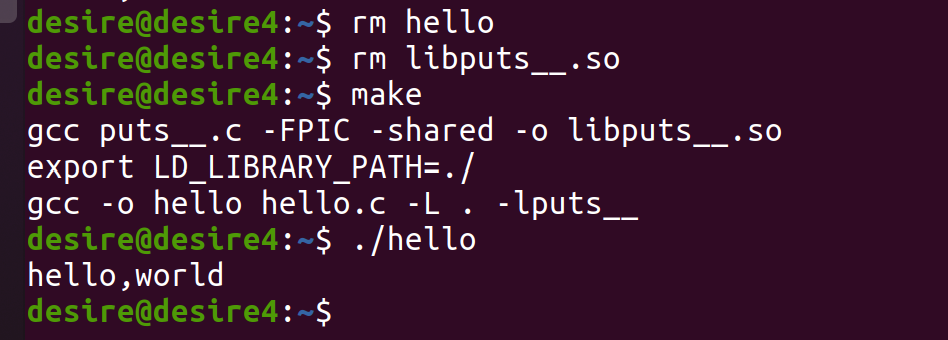 desire@desire4:~$ rm hello
desire@desire4:~$ rm libputs__.so
desire@desire4:~$ make
gcc puts__.c -FPIC -shared -o libputs__.so
export LD_LIBRARY_PATH=./
gcc -o hello hello.c -L . -lputs__
desire@desire4:~$ ./hello
hello,world
desire@desire4:~$